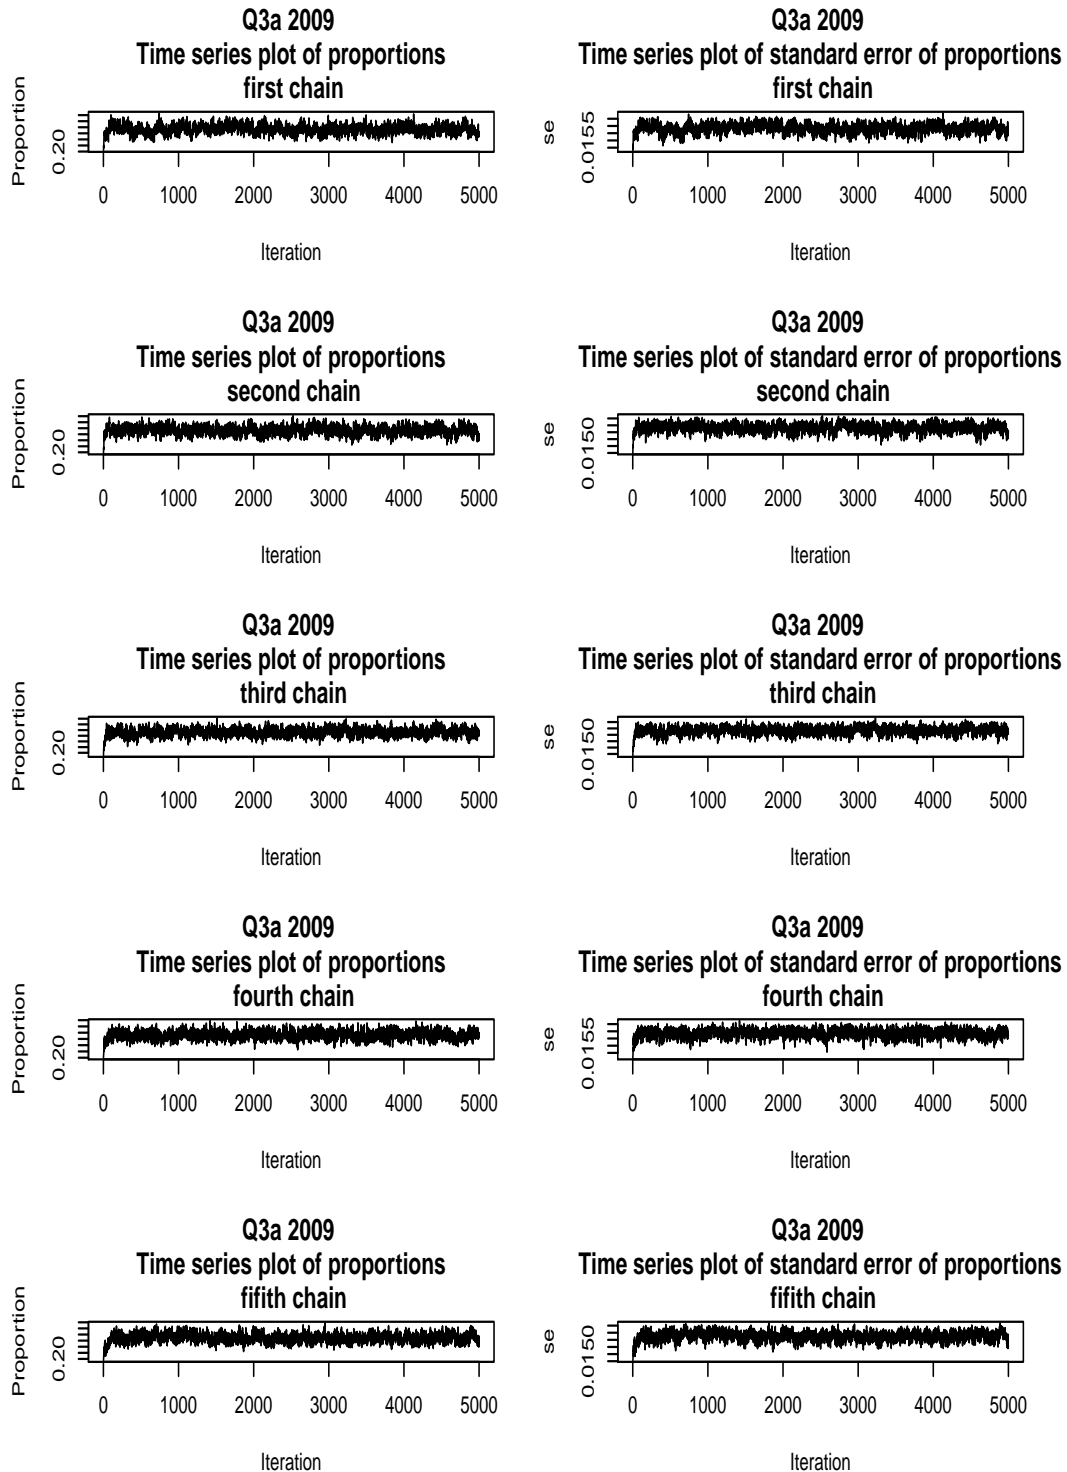 Q3a 2009
Time series plot of proportions
first chain
Proportion
0.20
0 1000 2000 3000 4000 5000
Iteration
Q3a 2009
Time series plot of standard error of proportions
first chain
se
0.0155
0 1000 2000 3000 4000 5000
Iteration
Q3a 2009
Time series plot of proportions
second chain
Proportion
0.20
0 1000 2000 3000 4000 5000
Iteration
Q3a 2009
Time series plot of standard error of proportions
second chain
se
0.0150
0 1000 2000 3000 4000 5000
Iteration
Q3a 2009
Time series plot of proportions
third chain
Proportion
0.20
0 1000 2000 3000 4000 5000
Iteration
Q3a 2009
Time series plot of standard error of proportions
third chain
se
0.0150
0 1000 2000 3000 4000 5000
Iteration
Q3a 2009
Time series plot of proportions
fourth chain
Proportion
0.20
0 1000 2000 3000 4000 5000
Iteration
Q3a 2009
Time series plot of standard error of proportions
fourth chain
se
0.0155
0 1000 2000 3000 4000 5000
Iteration
Q3a 2009
Time series plot of proportions
fifith chain
Proportion
0.20
0 1000 2000 3000 4000 5000
Iteration
Q3a 2009
Time series plot of standard error of proportions
fifith chain
se
0.0150
0 1000 2000 3000 4000 5000
Iteration